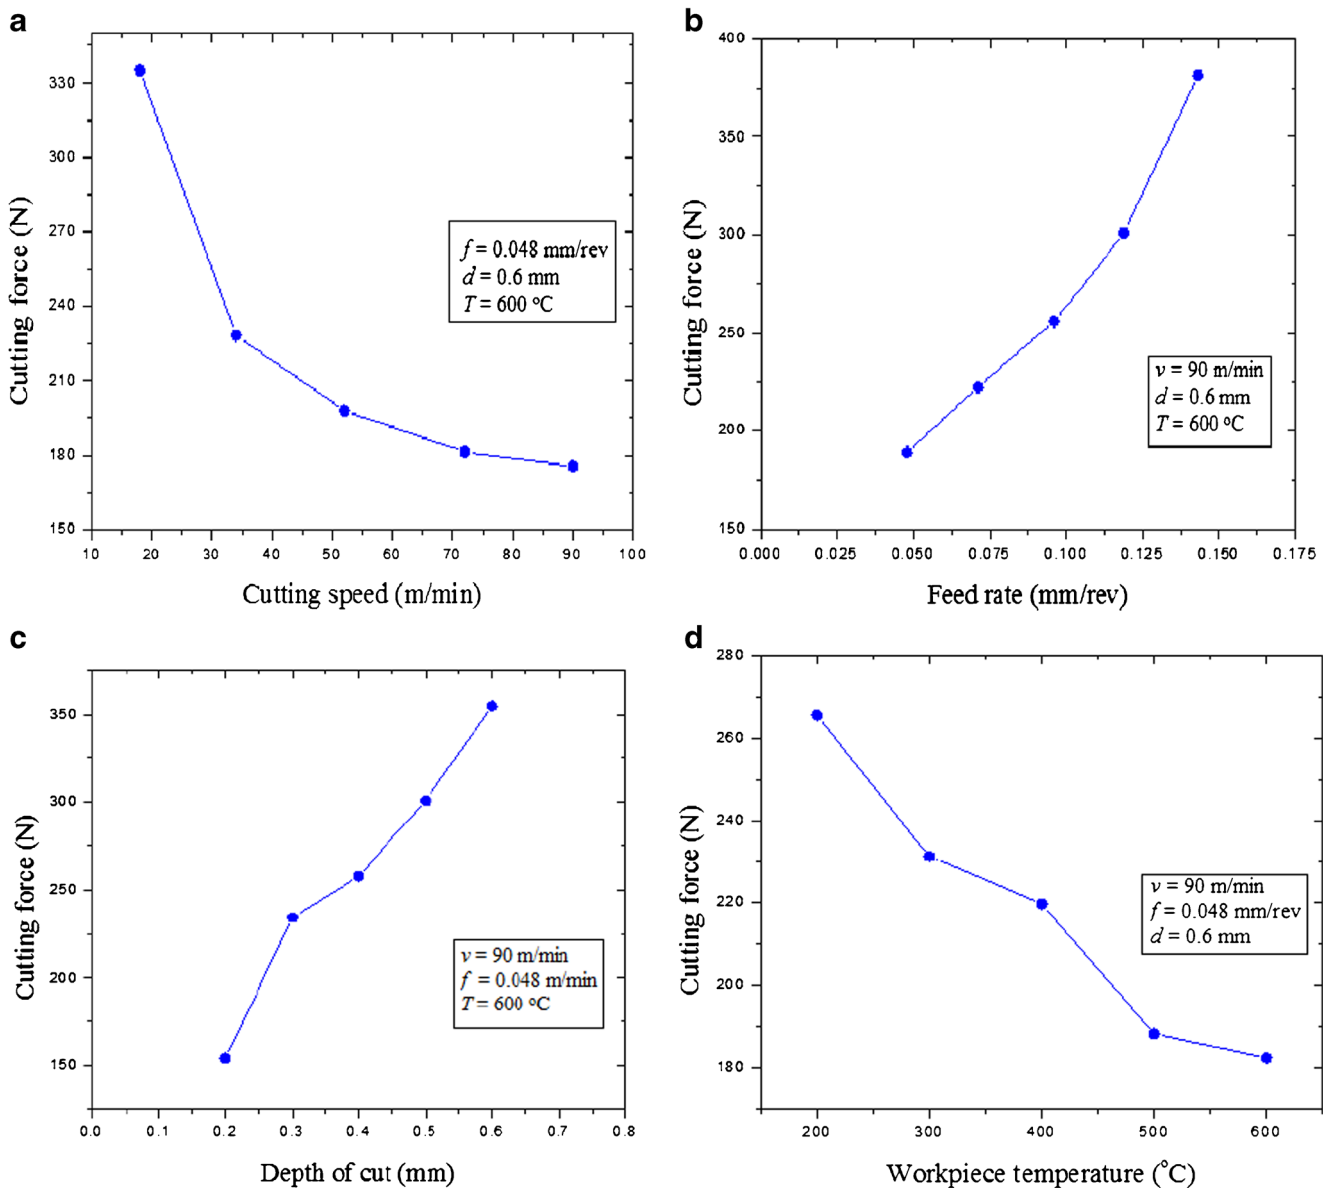 a
Cutting force (N)
330
300
270
240
210
180
150
10 20 30 40 50 60 70 80 90 100
Cutting speed (m/min)
f = 0.048 mm/rev
d = 0.6 mm
T = 600 °C
b
Cutting force (N)
400
350
300
250
200
150
0.000 0.025 0.050 0.075 0.100 0.125 0.150 0.175
Feed rate (mm/rev)
v = 90 m/min
d = 0.6 mm
T = 600 °C
c
Cutting force (N)
350
300
250
200
150
0.0 0.1 0.2 0.3 0.4 0.5 0.6 0.7 0.8
Depth of cut (mm)
v = 90 m/min
f = 0.048 m/min
T = 600 °C
d
Cutting force (N)
280
260
240
220
200
180
200 300 400 500 600
Workpiece temperature (°C)
v = 90 m/min
f = 0.048 mm/rev
d = 0.6 mm